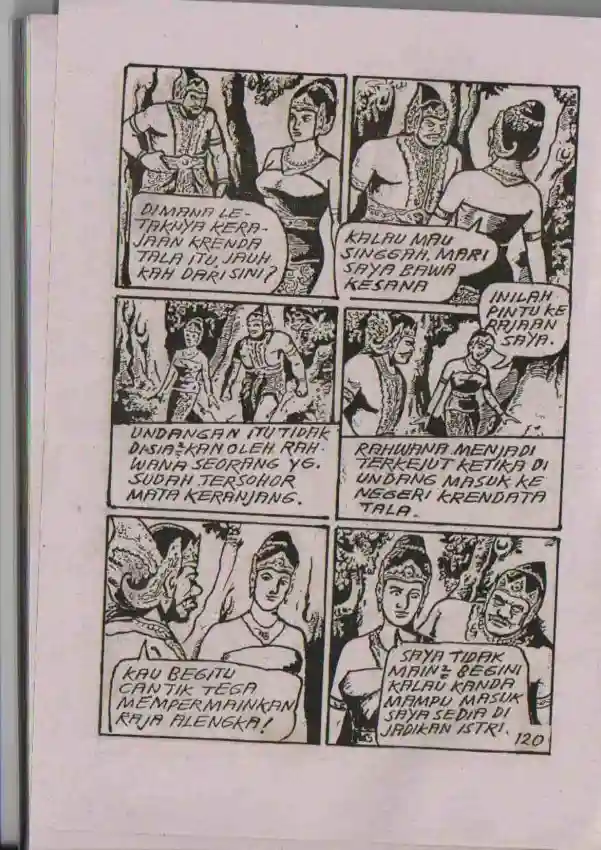 DIMANA LE-
TAKNYA KERA-
JAAN KRENDA
TALA ITU, JAUH
KAH DARI SINI?
KALAU MAU
SINGGAH, MARI
SAYA BAWA
KESANA
UNDANGAN ITU TIDAK
DISIA²KAN OLEH RAH-
WANA SEORANG YG.
SUDAH TERSOHOR
MATA KERANJANG.
INILAH
PINTU KE
RAJAAN
SAYA.
RAHWANA MENJADI
TERKEJUT KETIKA DI
UNDANG MASUK KE
NEGERI KRENDATA
TALA.
KAU BEGITU
CANTIK TEGA
MEMPERMAINKAN
RAJA ALENGKA!
SAYA TIDAK
MAIN² BEGINI
KALAU KANDA
MAMPU MASUK
SAYA SEDIA DI
JADIKAN ISTRI.
120